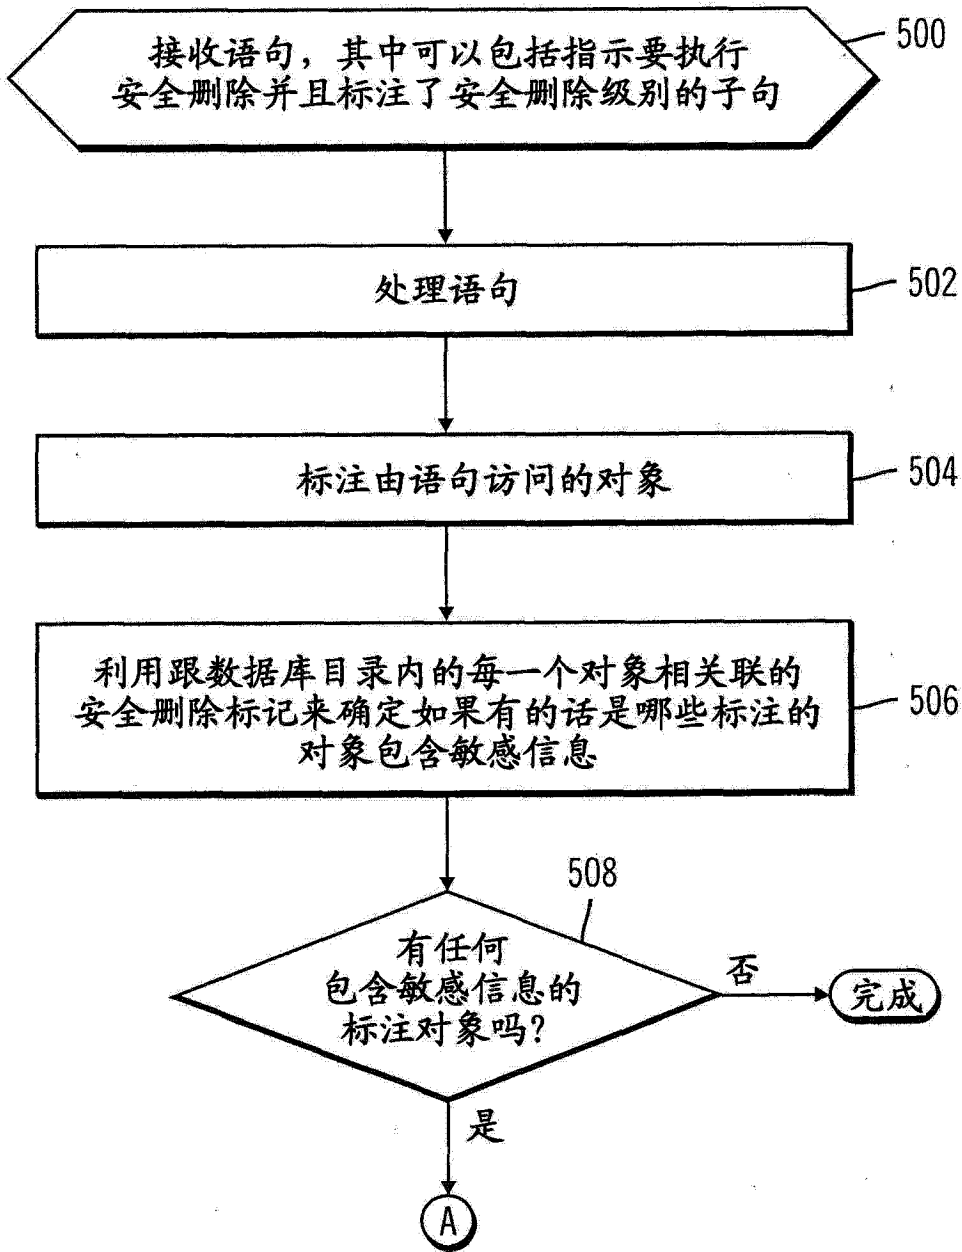 接收语句，其中可以包括指示要执行
安全删除并且标注了安全删除级别的子句
500
处理语句
502
标注由语句访问的对象
504
利用跟数据库目录内的每一个对象相关联的
安全删除标记来确定如果有的话是哪些标注的
对象包含敏感信息
506
508
有任何
包含敏感信息的
标注对象吗？
否
完成
是
A